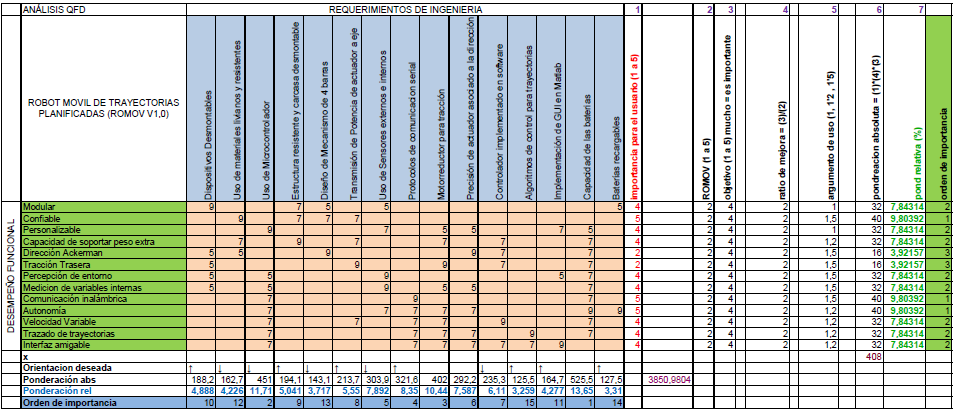 ANÁLISIS QFD REQUERIMIENTOS DE INGENIERIA 1 2 3 4 5 6 7
ROBOT MOVIL DE TRAYECTORIAS
PLANIFICADAS (ROMOV V1,0)
Dispositivos Desmontables
Uso de materiales livianos y resistentes
Uso de Microcontrolador
Estructura resistente y carcasa desmontable
Diseño de Mecanismo de 4 barras
Transmisión de Potencia de actuador a eje
Uso de Sensores externos e internos
Protocolos de comunicacion serial
Motorreductor para tracción
Precisión de actuador asociado a la dirección
Controlador implementado en software
Algoritmos de control para trayectorias
Implementación de GUI en Matlab
Capacidad de las baterías
Baterías recargables
importancia para el usuario (1 a 5)
ROMOV (1 a 5)
objetivo (1 a 5) mucho = es importante
ratio de mejora = (3)/(2)
argumento de uso (1, 1*2 , 1*5)
pondreacion absoluta = (1)*(4)*(3)
pond relativa (%)
orden de importancia
DESEMPEÑO FUNCIONAL
Modular 9 7 5 5 5 4 2 4 2 1 32 7,84314 2
Confiable 9 7 7 7 7 5 2 4 2 1,5 40 9,80392 1
Personalizable 9 7 5 5 7 5 4 2 4 2 1 32 7,84314 2
Capacidad de soportar peso extra 7 9 7 7 7 7 4 2 4 2 1,2 32 7,84314 2
Dirección Ackerman 5 5 9 9 7 7 2 2 4 2 1,5 16 3,92157 3
Tracción Trasera 5 9 9 7 7 2 2 4 2 1,5 16 3,92157 3
Percepción de entorno 5 5 9 5 7 4 2 4 2 1,5 32 7,84314 2
Medicion de variables internas 5 5 9 5 5 7 4 2 4 2 1,5 32 7,84314 2
Comunicación inalámbrica 7 9 7 5 2 4 2 1,5 40 9,80392 1
Autonomía 7 7 7 7 7 9 9 5 2 4 2 1,2 40 9,80392 1
Velocidad Variable 7 7 7 7 9 7 4 2 4 2 1,2 32 7,84314 2
Trazado de trayectorias 7 7 7 7 9 7 4 2 4 2 1,2 32 7,84314 2
Interfaz amigable 7 7 7 7 7 9 4 2 4 2 1,2 32 7,84314 2
x 408
Orientacion deseada ↑ ↓ ↓ ↑ ↓ ↑ ↑ ↑ ↑ ↓ ↑ ↑ ↑ ↑
Ponderación abs 188,2 162,7 451 194,1 143,1 213,7 303,9 321,6 402 292,2 235,3 125,5 164,7 525,5 127,5 3850,9804
Ponderación rel 4,888 4,226 11,71 5,041 3,717 5,55 7,892 8,35 10,44 7,587 6,11 3,259 4,277 13,65 3,31
Orden de importancia 10 12 2 9 13 8 5 4 3 6 7 15 11 1 14